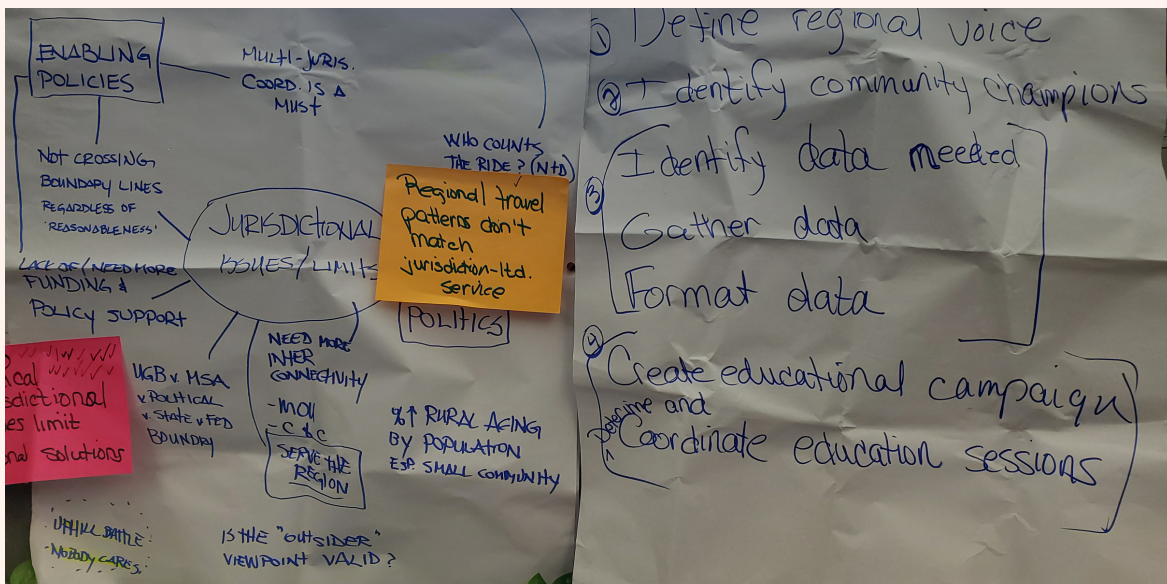 ENABLING
POLICIES
MULTI-JURIS.
COORD. IS A
MUST
NOT CROSSING
BOUNDARY LINES
REGARDLESS OF
'REASONABLENESS'
WHO COUNTS
THE RIDE? (NTD)
Regional travel
patterns don't
match
jurisdiction-ltd.
service
JURISDICTIONAL
ISSUES/LIMITS
LACK OF/NEED MORE
FUNDING &
POLICY SUPPORT
POLITICS
ical
sdictional
es limit
nal solutions
UGB v. MSA
v. POLITICAL
v. STATE v FED
BOUNDRY
NEED MORE
INTER
CONNECTIVITY
- MOU
- C & C
SERVE THE
REGION
%↑ RURAL AGING
BY POPULATION
ESP SMALL COMMUNITY
UPHILL BATTLE
NOBODY CARES.
IS THE "OUTSIDER"
VIEWPOINT VALID?
① Define regional voice
② Identify community champions
③ Identify data needed
Gather data
Format data
④ Create educational campaign
and
Coordinate education sessions